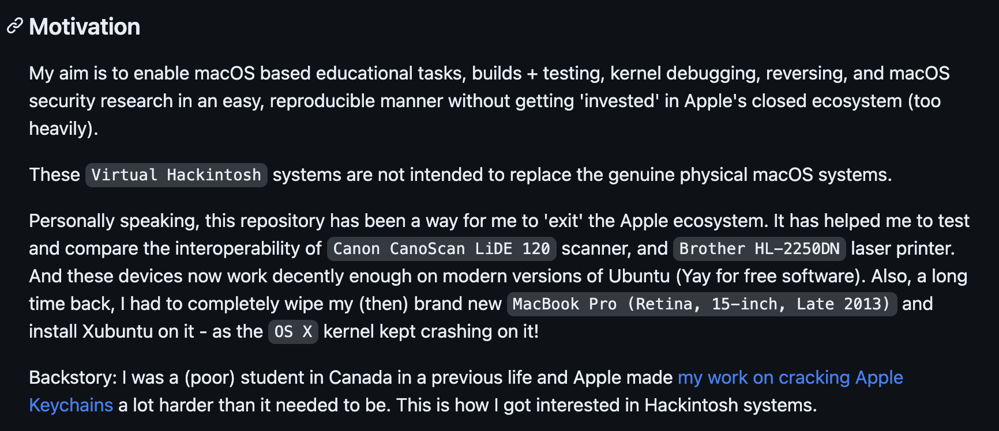 Motivation
My aim is to enable macOS based educational tasks, builds + testing, kernel debugging, reversing, and macOS
security research in an easy, reproducible manner without getting 'invested' in Apple's closed ecosystem (too
heavily).
These Virtual Hackintosh systems are not intended to replace the genuine physical macOS systems.
Personally speaking, this repository has been a way for me to 'exit' the Apple ecosystem. It has helped me to test
and compare the interoperability of Canon CanoScan LiDE 120 scanner, and Brother HL-2250DN laser printer.
And these devices now work decently enough on modern versions of Ubuntu (Yay for free software). Also, a long
time back, I had to completely wipe my (then) brand new MacBook Pro (Retina, 15-inch, Late 2013) and
install Xubuntu on it - as the OS X kernel kept crashing on it!
Backstory: I was a (poor) student in Canada in a previous life and Apple made my work on cracking Apple
Keychains a lot harder than it needed to be. This is how I got interested in Hackintosh systems.